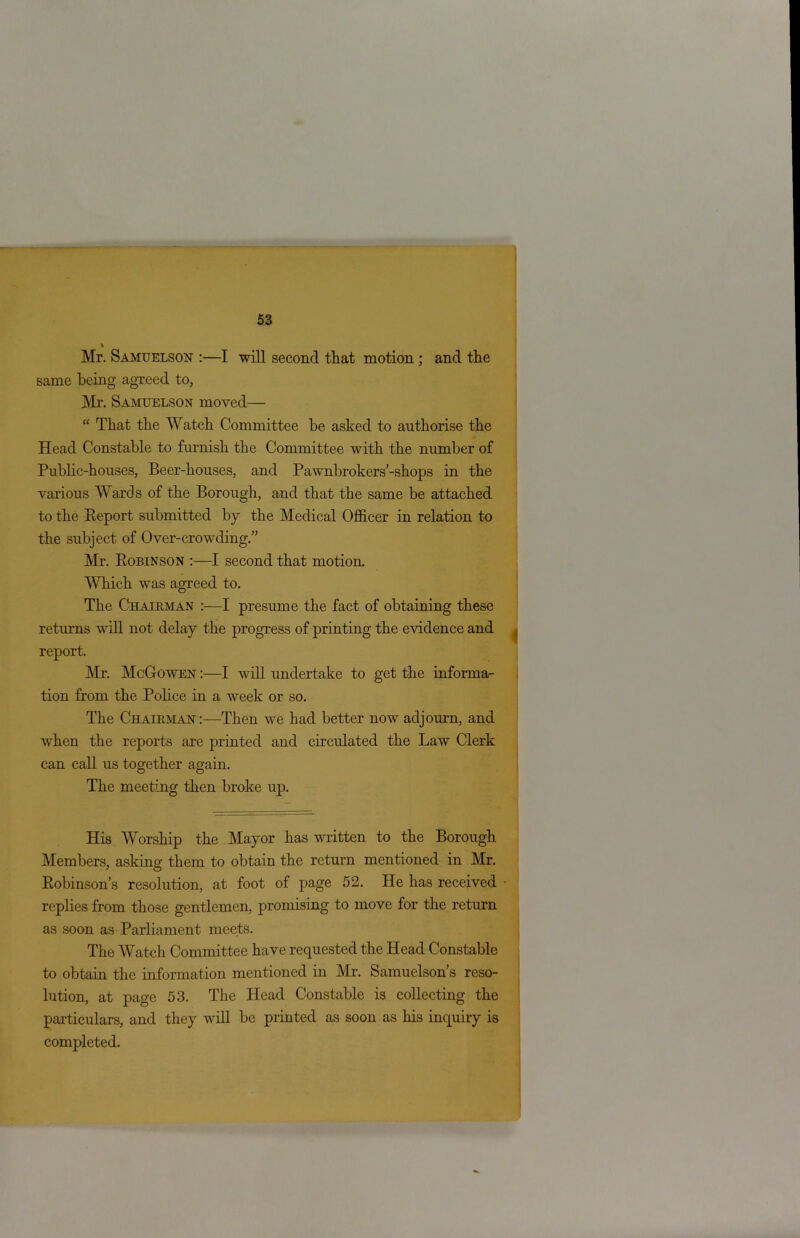 53
Mr. SAMUELSON :—I will second that motion ; and the
same being agreed to,
Mr. SAMUELSON moved—
“ That the Watch Committee be asked to authorise the
Head Constable to furnish the Committee with the number of
Public-houses, Beer-houses, and Pawnbrokers’-shops in the
various Wards of the Borough, and that the same be attached
to the Report submitted by the Medical Officer in relation to
the subject of Over-crowding.”
Mr. ROBINSON :—I second that motion.
Which was agreed to.
The CHAIRMAN :—I presume the fact of obtaining these
returns will not delay the progress of printing the evidence and
report.
Mr. MCGOWEN:—I will undertake to get the informa-
tion from the Police in a week or so.
The CHAIRMAN:—Then we had better now adjourn, and
when the reports are printed and circulated the Law Clerk
can call us together again.
The meeting then broke up.
His Worship the Mayor has written to the Borough
Members, asking them to obtain the return mentioned in Mr.
Robinson’s resolution, at foot of page 52. He has received
replies from those gentlemen, promising to move for the return
as soon as Parliament meets.
The Watch Committee have requested the Head Constable
to obtain the information mentioned in Mr. Samuelson’s reso-
lution, at page 53. The Head Constable is collecting the
particulars, and they will be printed as soon as his inquiry is
completed.